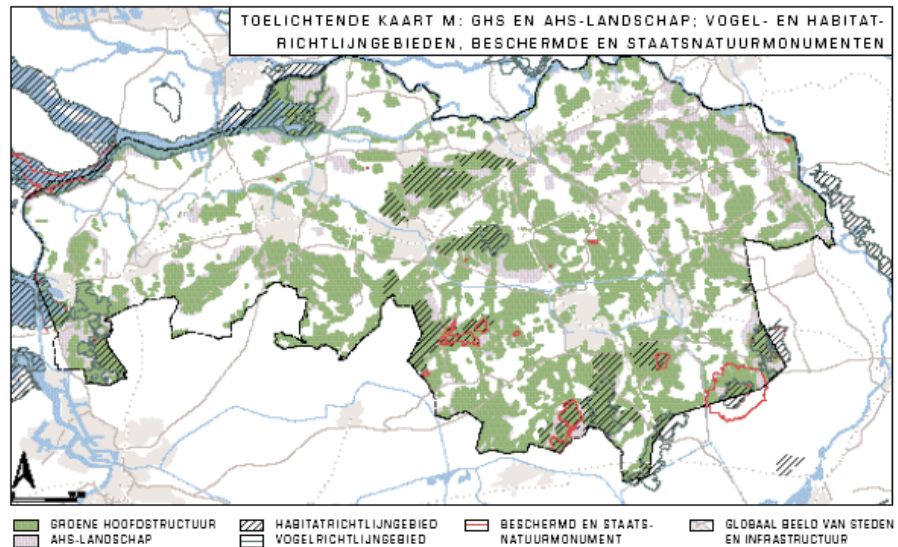 TOELICHTENDE KAART M: GHS EN AHS-LANDSCHAP; VOGEL- EN HABITAT-
RICHTLIJNGEBIEDEN, BESCHERMDE EN STAATSNATUURMONUMENTEN
GROENE HOOFDSTRUCTUUR
AHS-LANDSCHAP
HABITATRICHTLIJNGEBIED
VOGELRICHTLIJNGEBIED
BESCHERMD EN STAATS-
NATUURMONUMENT
GLOBAAL BEELD VAN STEDEN
EN INFRASTRUCTUUR